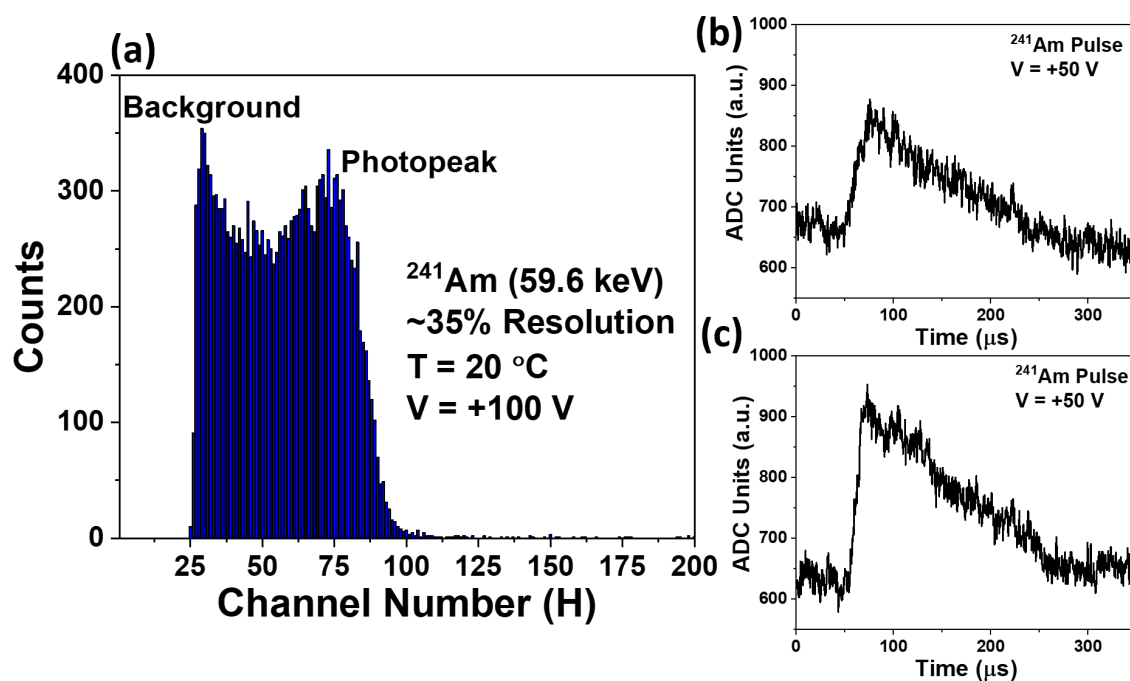 (a)
400
300
200
100
0
Counts
Background
Photopeak
²⁴¹Am (59.6 keV)
~35% Resolution
T = 20 °C
V = +100 V
25 50 75 100 125 150 175 200
Channel Number (H)
(b)
1000
900
800
700
600
ADC Units (a.u.)
²⁴¹Am Pulse
V = +50 V
0 100 200 300
Time (μs)
(c)
1000
900
800
700
600
ADC Units (a.u.)
²⁴¹Am Pulse
V = +50 V
0 100 200 300
Time (μs)